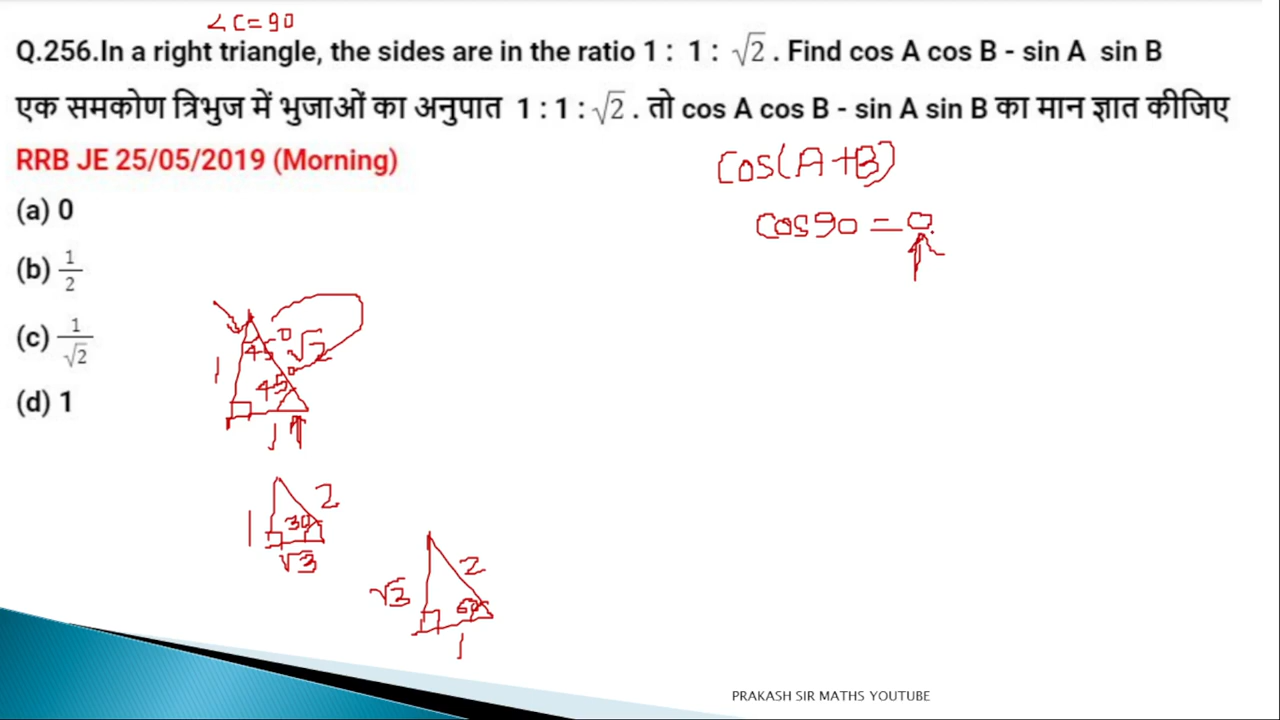 ∠C=90
Q.256.In a right triangle, the sides are in the ratio 1 : 1 : √2 . Find cos A cos B - sin A sin B
एक समकोण त्रिभुज में भुजाओं का अनुपात 1 : 1 : √2 . तो cos A cos B - sin A sin B का मान ज्ञात कीजिए
RRB JE 25/05/2019 (Morning)
Cos(A+B)
(a) 0
Cos90 = 0
(b) 1/2
(c) 1/√2
(d) 1
45° √2
1
45°
1
2
1 30
√3
2
√3
60
1
PRAKASH SIR MATHS YOUTUBE